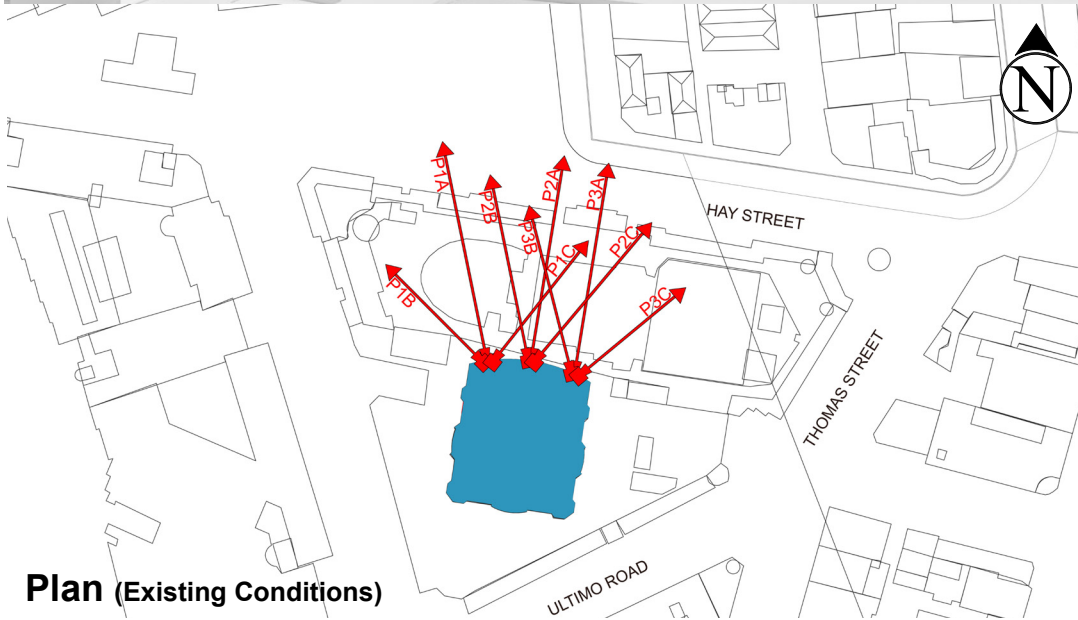 N
P1A
P2B
P2A
P3A
P3B
P1C
P2C
P1B
P3C
HAY STREET
THOMAS STREET
ULTIMO ROAD
Plan (Existing Conditions)